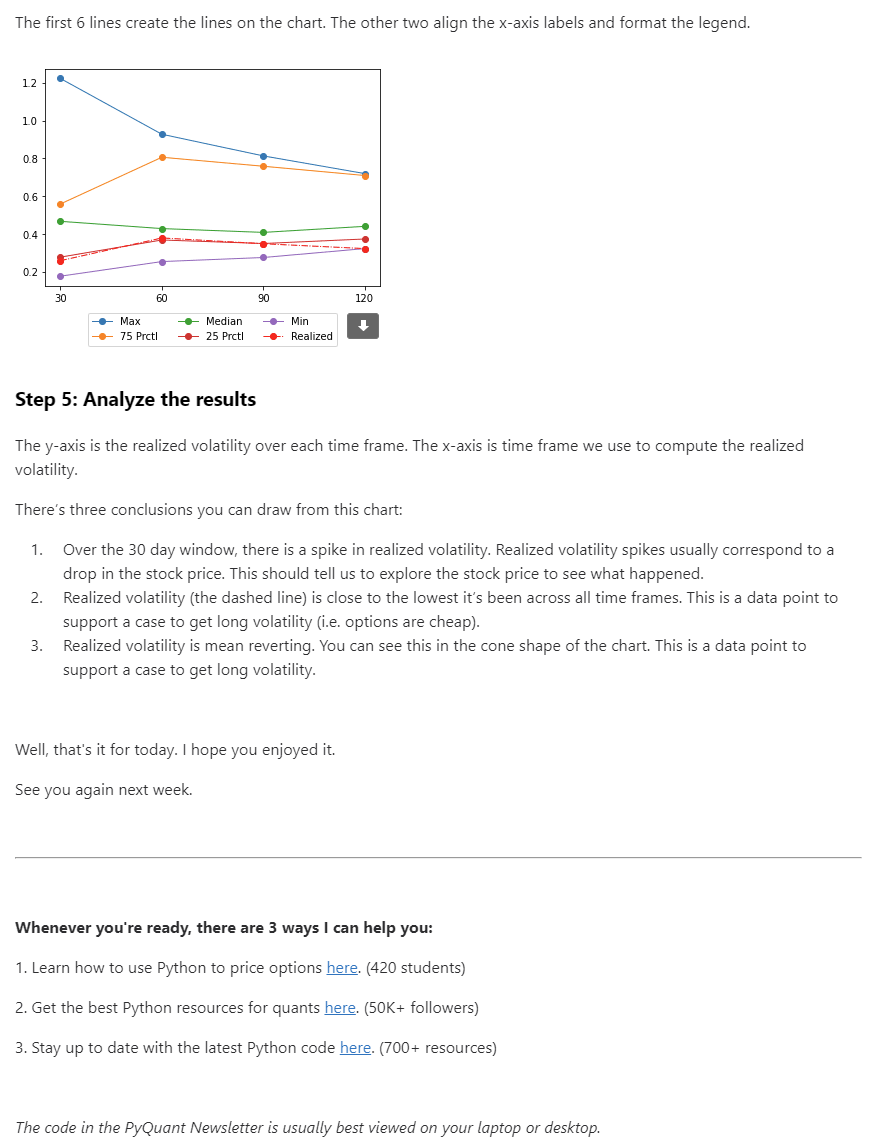 The first 6 lines create the lines on the chart. The other two align the x-axis labels and format the legend.
1.2
1.0
0.8
0.6
0.4
0.2
30 60 90 120
Max Median Min
75 Prctl 25 Prctl Realized
Step 5: Analyze the results
The y-axis is the realized volatility over each time frame. The x-axis is time frame we use to compute the realized
volatility.
There's three conclusions you can draw from this chart:
1. Over the 30 day window, there is a spike in realized volatility. Realized volatility spikes usually correspond to a
drop in the stock price. This should tell us to explore the stock price to see what happened.
2. Realized volatility (the dashed line) is close to the lowest it's been across all time frames. This is a data point to
support a case to get long volatility (i.e. options are cheap).
3. Realized volatility is mean reverting. You can see this in the cone shape of the chart. This is a data point to
support a case to get long volatility.
Well, that's it for today. I hope you enjoyed it.
See you again next week.
Whenever you're ready, there are 3 ways I can help you:
1. Learn how to use Python to price options here. (420 students)
2. Get the best Python resources for quants here. (50K+ followers)
3. Stay up to date with the latest Python code here. (700+ resources)
The code in the PyQuant Newsletter is usually best viewed on your laptop or desktop.